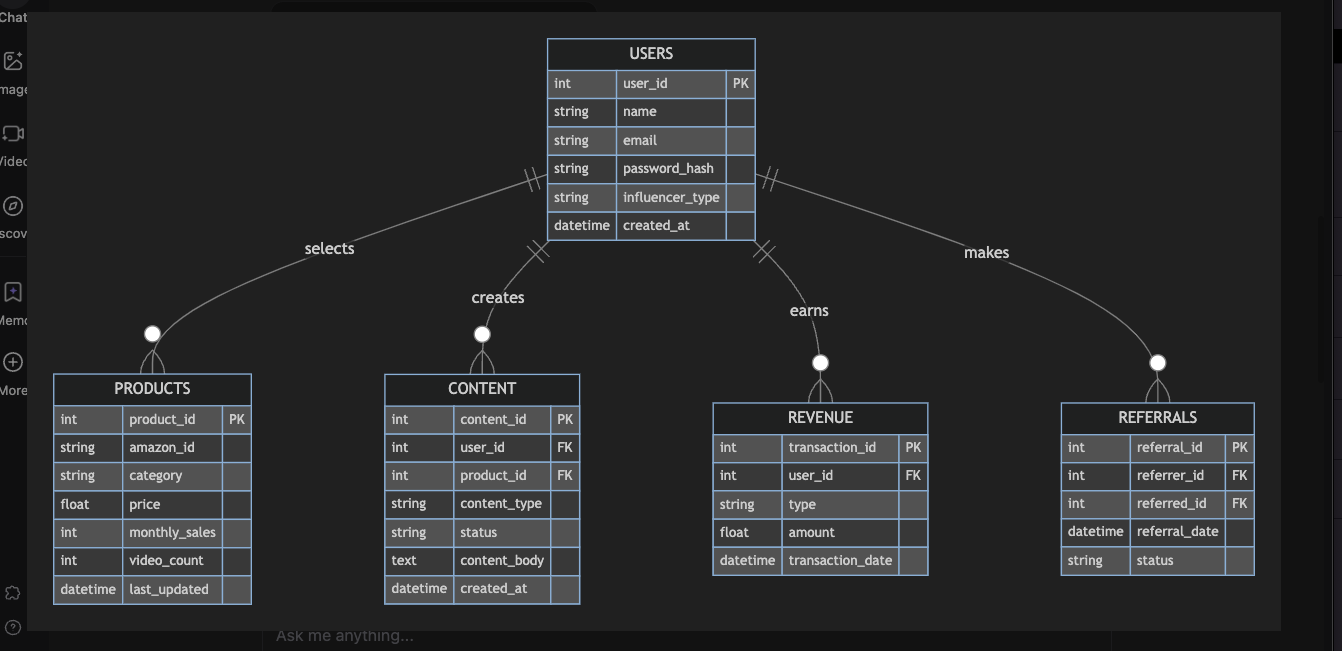 Chat
USERS
int user_id PK
string name
mage
string email
Video
string password_hash
string influencer_type
scov
datetime created_at
selects
makes
creates
earns
Memo
More
PRODUCTS
int product_id PK
string amazon_id
string category
float price
int monthly_sales
int video_count
datetime last_updated
CONTENT
int content_id PK
int user_id FK
int product_id FK
string content_type
string status
text content_body
datetime created_at
REVENUE
int transaction_id PK
int user_id FK
string type
float amount
datetime transaction_date
REFERRALS
int referral_id PK
int referrer_id FK
int referred_id FK
datetime referral_date
string status
Ask me anything...